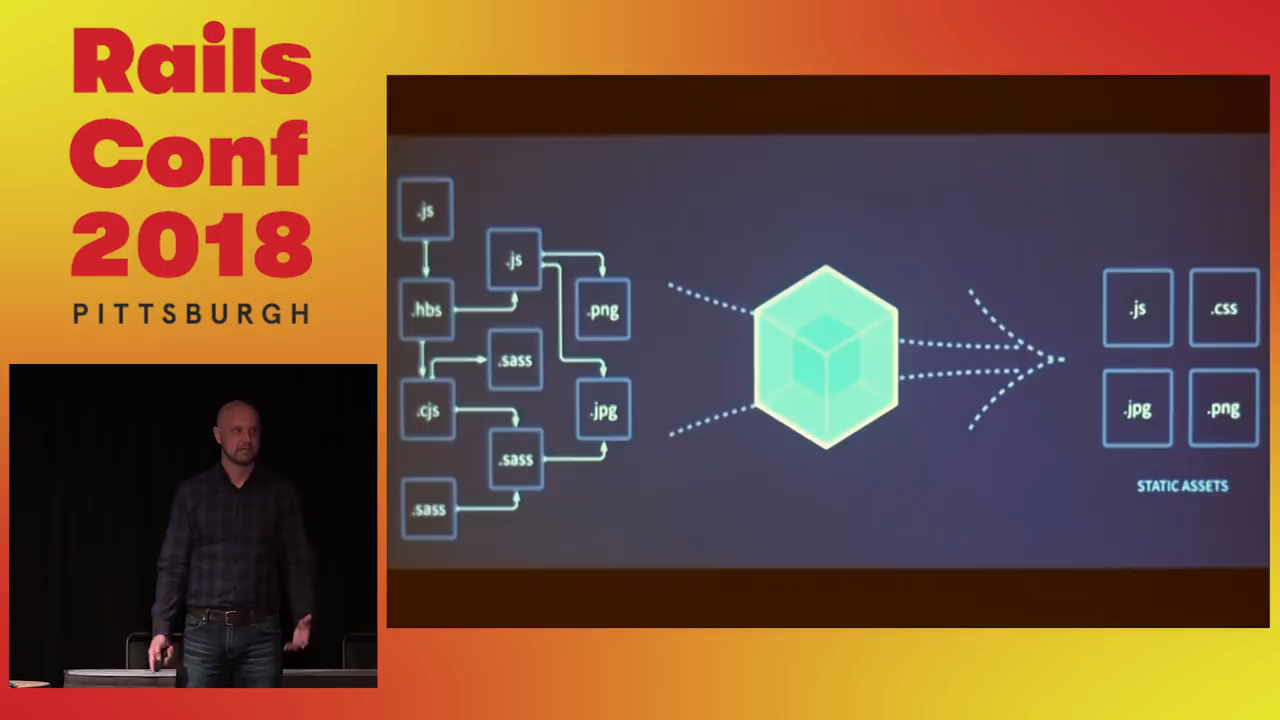 Rails
Conf
2018
PITTSBURGH
.js
.js
.hbs
.png
.sass
.cjs
.jpg
.sass
.sass
.js
.css
.jpg
.png
STATIC ASSETS